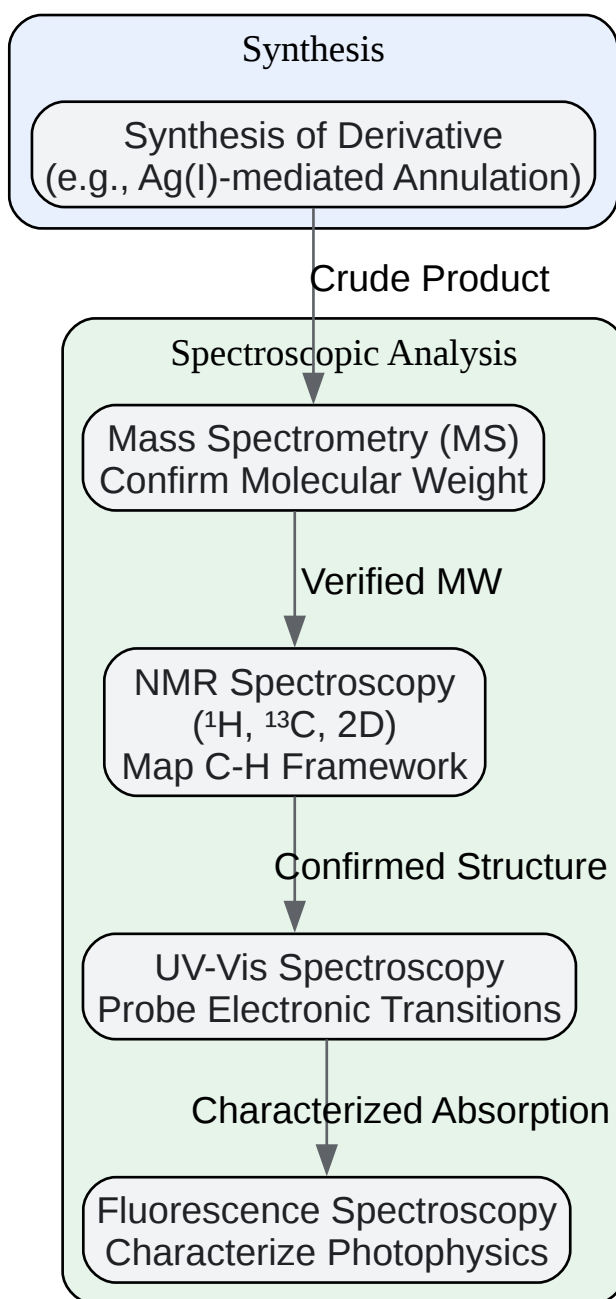 Synthesis
Synthesis of Derivative
(e.g., Ag(I)-mediated Annulation)
Crude Product
Spectroscopic Analysis
Mass Spectrometry (MS)
Confirm Molecular Weight
Verified MW
NMR Spectroscopy
(¹H, ¹³C, 2D)
Map C-H Framework
Confirmed Structure
UV-Vis Spectroscopy
Probe Electronic Transitions
Characterized Absorption
Fluorescence Spectroscopy
Characterize Photophysics